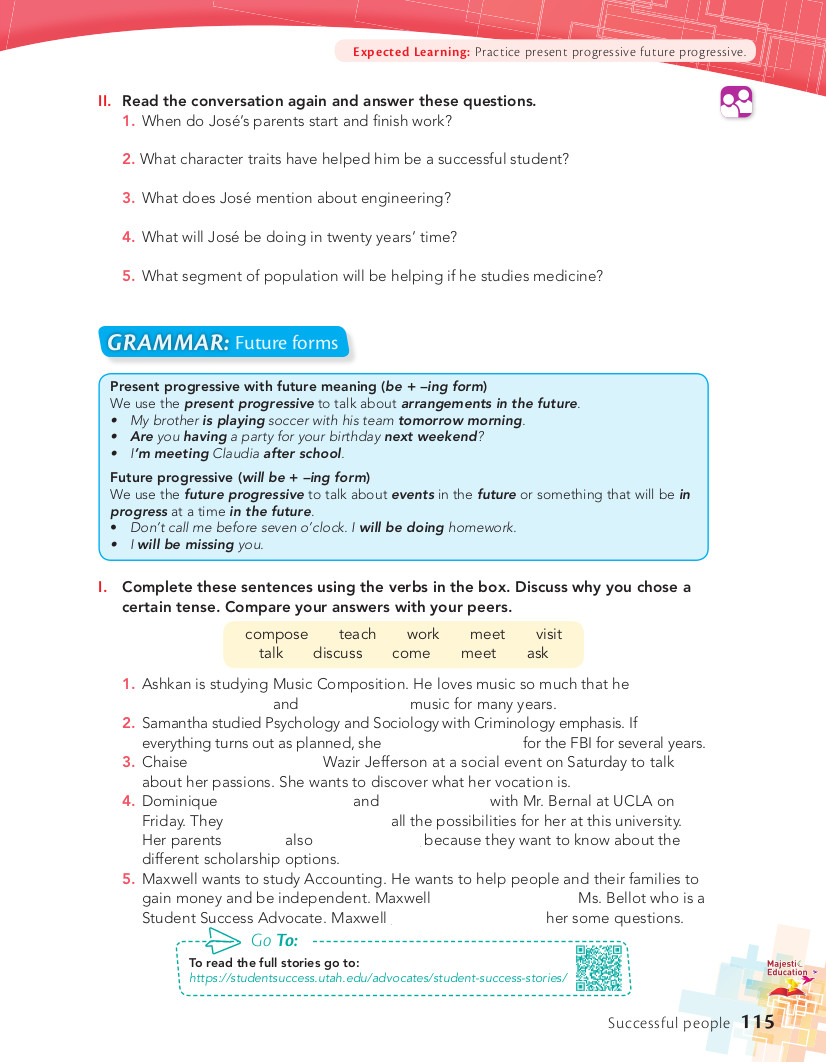 Expected Learning: Practice present progressive future progressive.
II. Read the conversation again and answer these questions.
1. When do José's parents start and finish work?
2. What character traits have helped him be a successful student?
3. What does José mention about engineering?
4. What will José be doing in twenty years' time?
5. What segment of population will be helping if he studies medicine?
GRAMMAR: Future forms
Present progressive with future meaning (be + –ing form)
We use the present progressive to talk about arrangements in the future.
• My brother is playing soccer with his team tomorrow morning.
• Are you having a party for your birthday next weekend?
• I'm meeting Claudia after school.
Future progressive (will be + –ing form)
We use the future progressive to talk about events in the future or something that will be in
progress at a time in the future.
• Don't call me before seven o'clock. I will be doing homework.
• I will be missing you.
I. Complete these sentences using the verbs in the box. Discuss why you chose a
certain tense. Compare your answers with your peers.
compose teach work meet visit
talk discuss come meet ask
1. Ashkan is studying Music Composition. He loves music so much that he
and music for many years.
2. Samantha studied Psychology and Sociology with Criminology emphasis. If
everything turns out as planned, she for the FBI for several years.
3. Chaise Wazir Jefferson at a social event on Saturday to talk
about her passions. She wants to discover what her vocation is.
4. Dominique and with Mr. Bernal at UCLA on
Friday. They all the possibilities for her at this university.
Her parents also because they want to know about the
different scholarship options.
5. Maxwell wants to study Accounting. He wants to help people and their families to
gain money and be independent. Maxwell Ms. Bellot who is a
Student Success Advocate. Maxwell her some questions.
Go To:
To read the full stories go to:
https://studentsuccess.utah.edu/advocates/student-success-stories/
Majestic
Education
Successful people 115